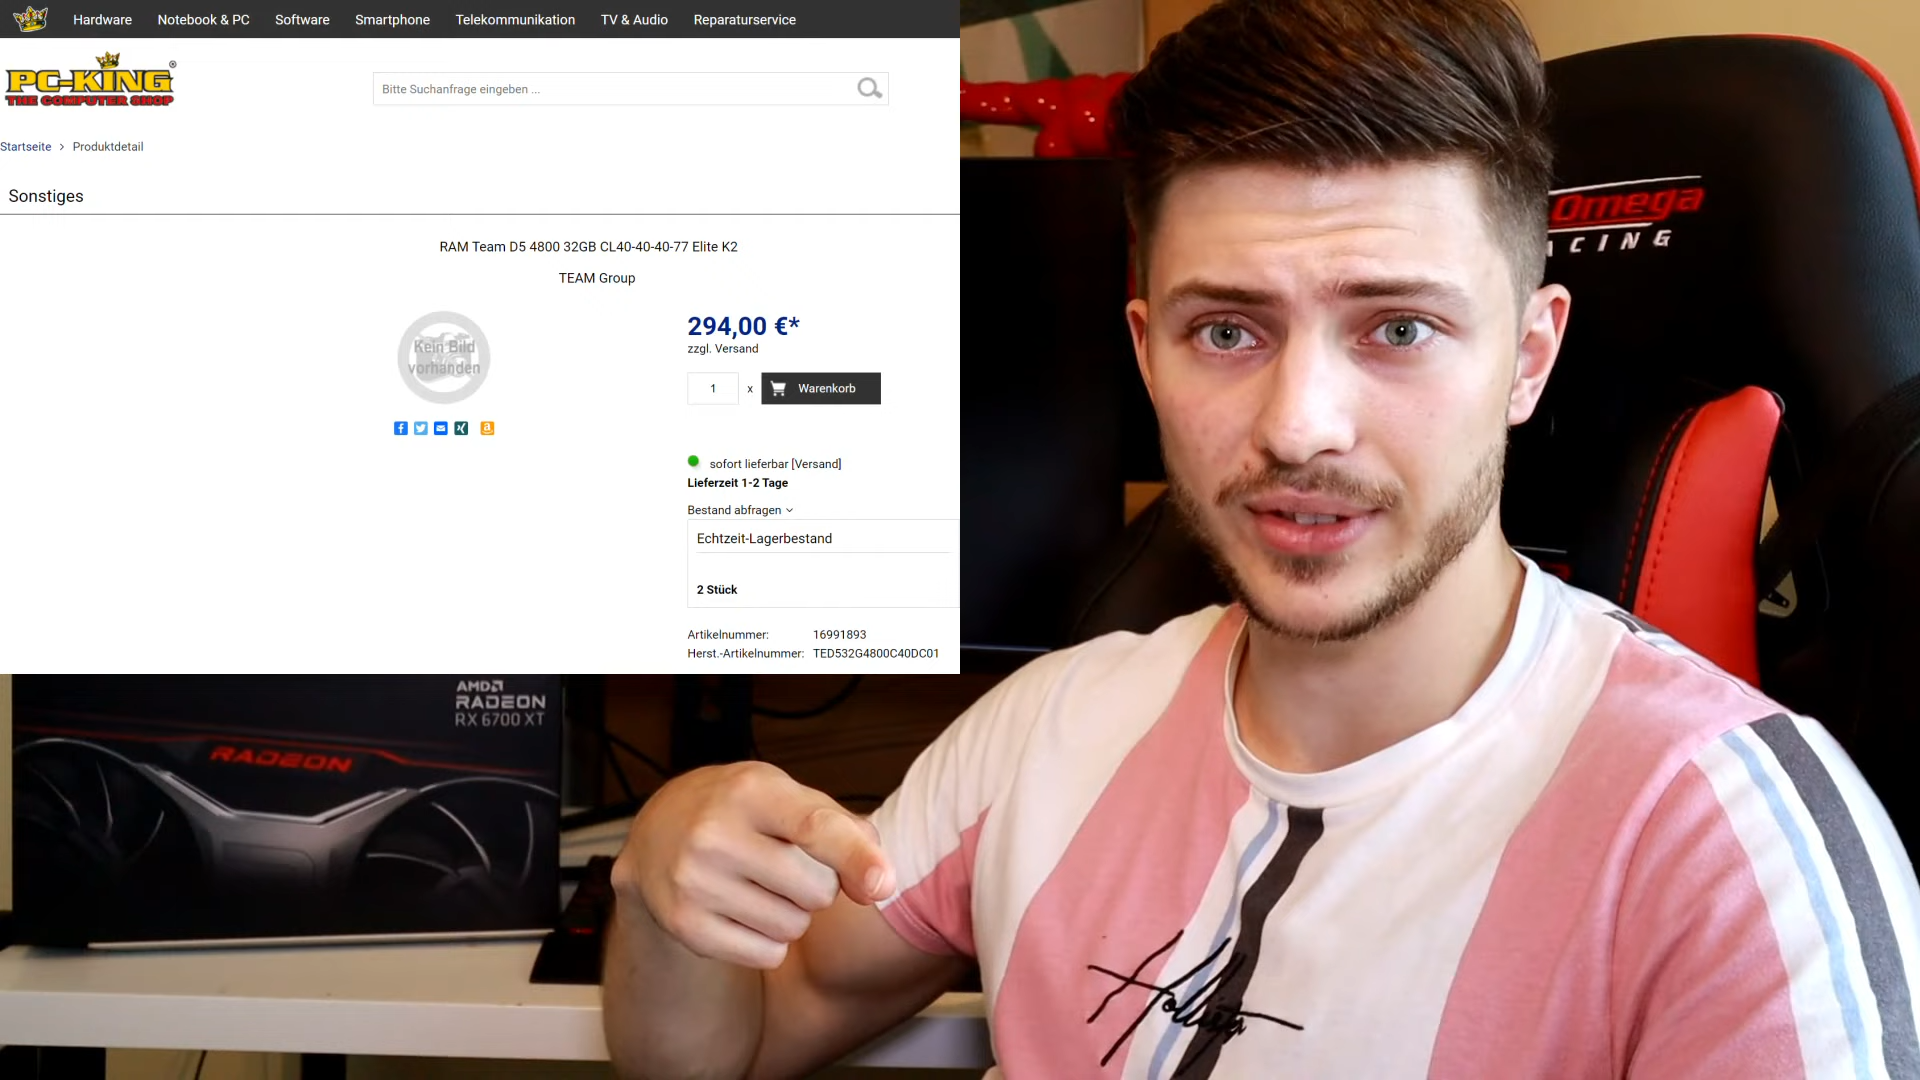 Hardware Notebook & PC Software Smartphone Telekommunikation TV & Audio Reparaturservice
PC-KING
THE COMPUTER SHOP
Bitte Suchanfrage eingeben ...
Startseite > Produktdetail
Sonstiges
RAM Team D5 4800 32GB CL40-40-40-77 Elite K2
TEAM Group
Kein Bild
vorhanden
294,00 €*
zzgl. Versand
1 x Warenkorb
sofort lieferbar [Versand]
Lieferzeit 1-2 Tage
Bestand abfragen
Echtzeit-Lagerbestand
2 Stück
Artikelnummer: 16991893
Herst.-Artikelnummer: TED532G4800C40DC01
AMD
RADEON
RX 6700 XT
RADEON
Omega
ACING